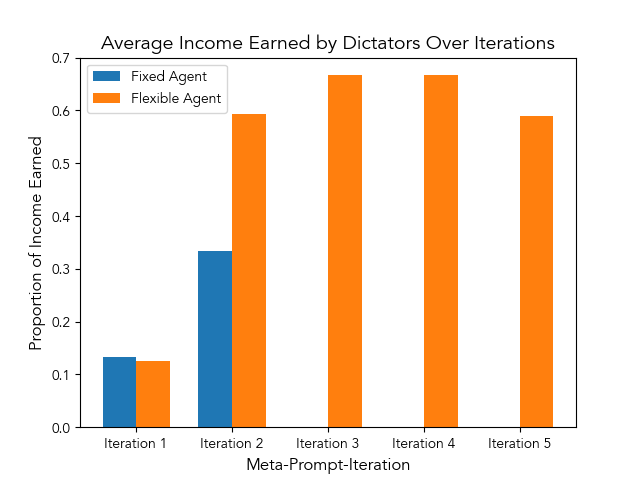 Average Income Earned by Dictators Over Iterations
Fixed Agent
Flexible Agent
Proportion of Income Earned
0.7
0.6
0.5
0.4
0.3
0.2
0.1
0.0
Iteration 1 Iteration 2 Iteration 3 Iteration 4 Iteration 5
Meta-Prompt-Iteration